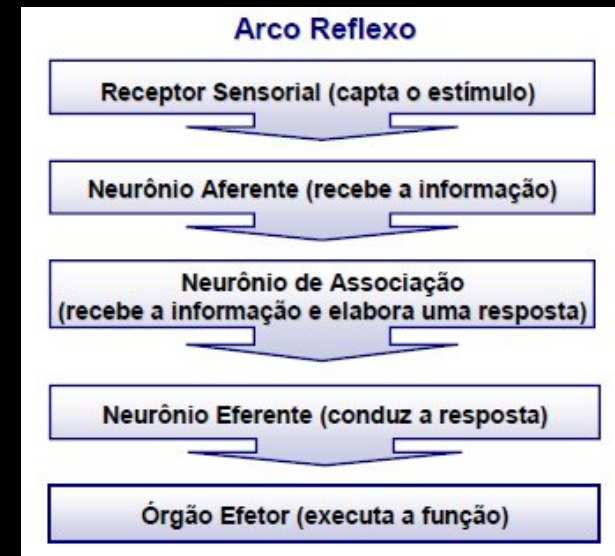 Arco Reflexo
Receptor Sensorial (capta o estímulo)
Neurônio Aferente (recebe a informação)
Neurônio de Associação
(recebe a informação e elabora uma resposta)
Neurônio Eferente (conduz a resposta)
Órgão Efetor (executa a função)